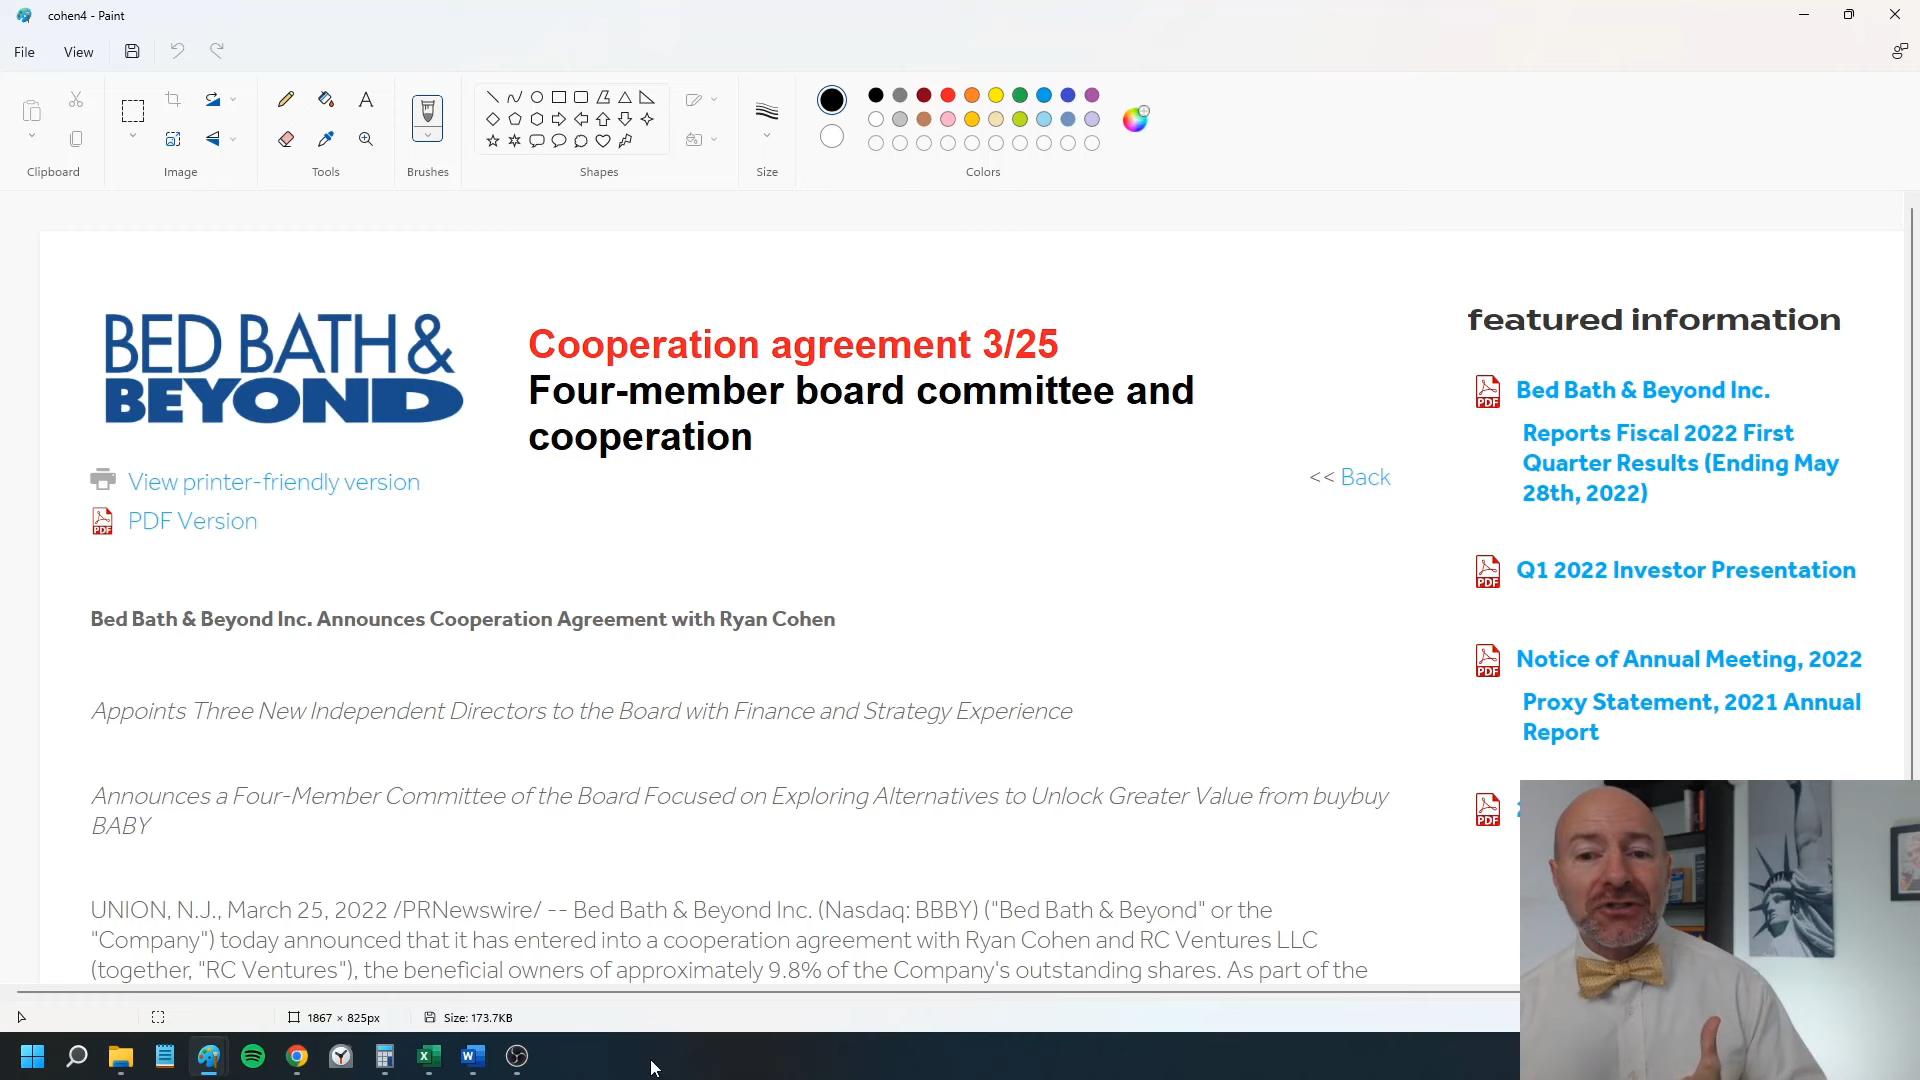 cohen4 - Paint
File
View
Clipboard
Image
Tools
Brushes
Shapes
Size
Colors
BED BATH &
BEYOND
Cooperation agreement 3/25
Four-member board committee and
cooperation
View printer-friendly version
PDF Version
<< Back
Bed Bath & Beyond Inc. Announces Cooperation Agreement with Ryan Cohen
Appoints Three New Independent Directors to the Board with Finance and Strategy Experience
Announces a Four-Member Committee of the Board Focused on Exploring Alternatives to Unlock Greater Value from buybuy
BABY
UNION, N.J., March 25, 2022 /PRNewswire/ -- Bed Bath & Beyond Inc. (Nasdaq: BBBY) ("Bed Bath & Beyond" or the
"Company") today announced that it has entered into a cooperation agreement with Ryan Cohen and RC Ventures LLC
(together, "RC Ventures"), the beneficial owners of approximately 9.8% of the Company's outstanding shares. As part of the
featured information
PDF
Bed Bath & Beyond Inc.
Reports Fiscal 2022 First
Quarter Results (Ending May
28th, 2022)
PDF
Q1 2022 Investor Presentation
PDF
Notice of Annual Meeting, 2022
Proxy Statement, 2021 Annual
Report
PDF
1867 × 825px
Size: 173.7KB